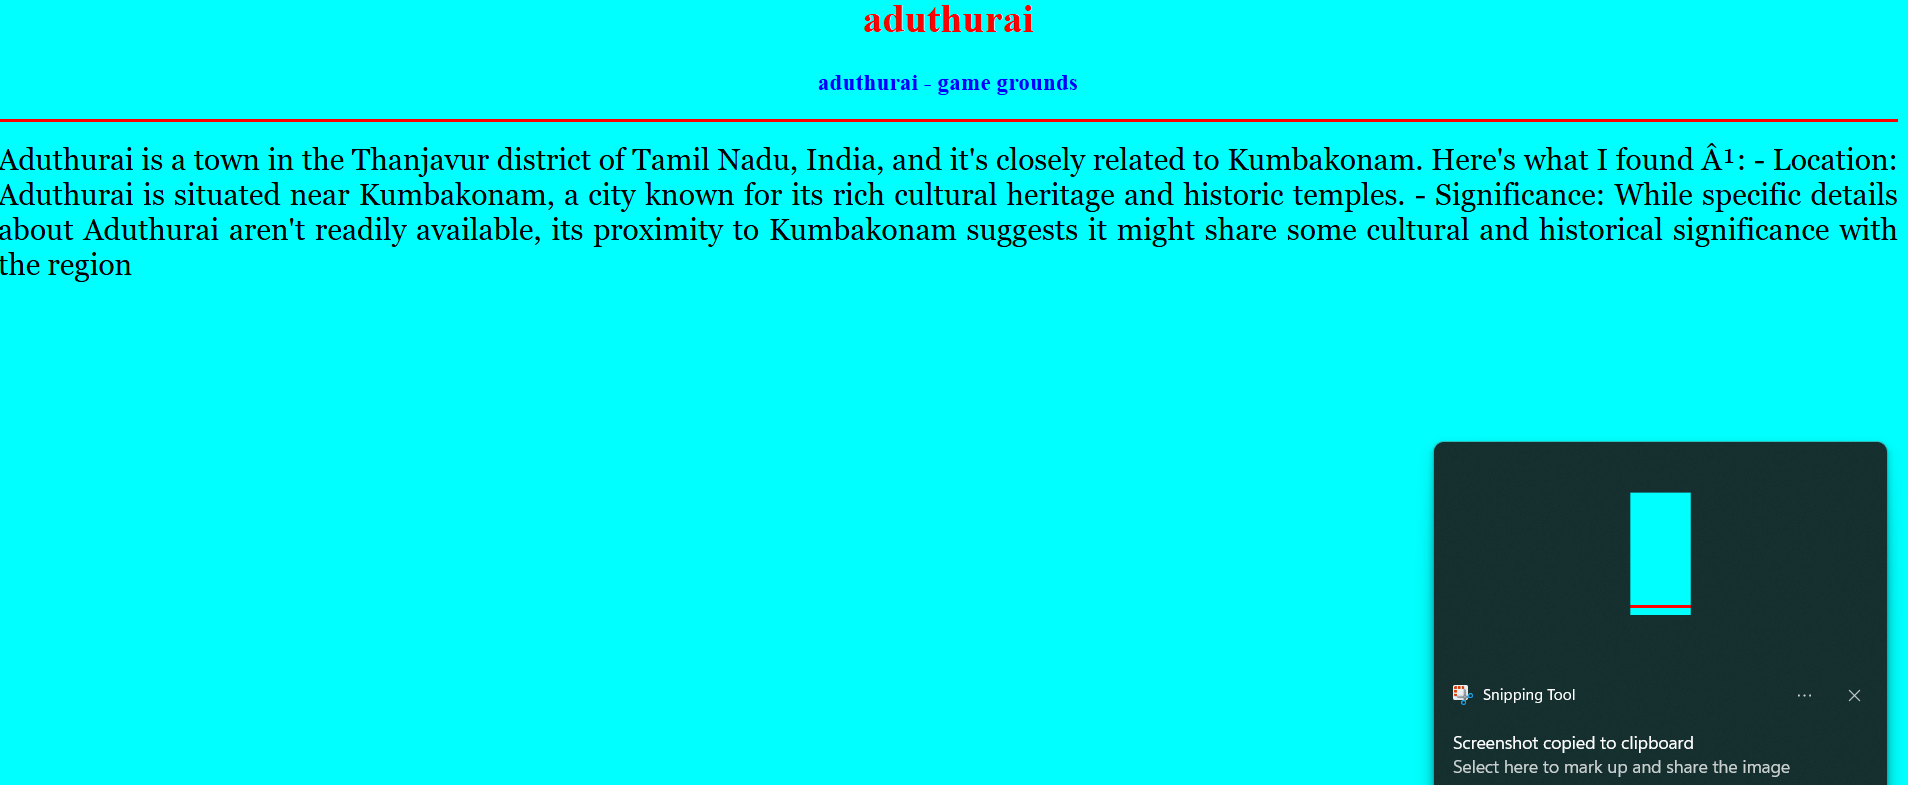 aduthurai
aduthurai - game grounds
Aduthurai is a town in the Thanjavur district of Tamil Nadu, India, and it's closely related to Kumbakonam. Here's what I found Â¹: - Location:
Aduthurai is situated near Kumbakonam, a city known for its rich cultural heritage and historic temples. - Significance: While specific details
about Aduthurai aren't readily available, its proximity to Kumbakonam suggests it might share some cultural and historical significance with
the region
Snipping Tool
Screenshot copied to clipboard
Select here to mark up and share the image